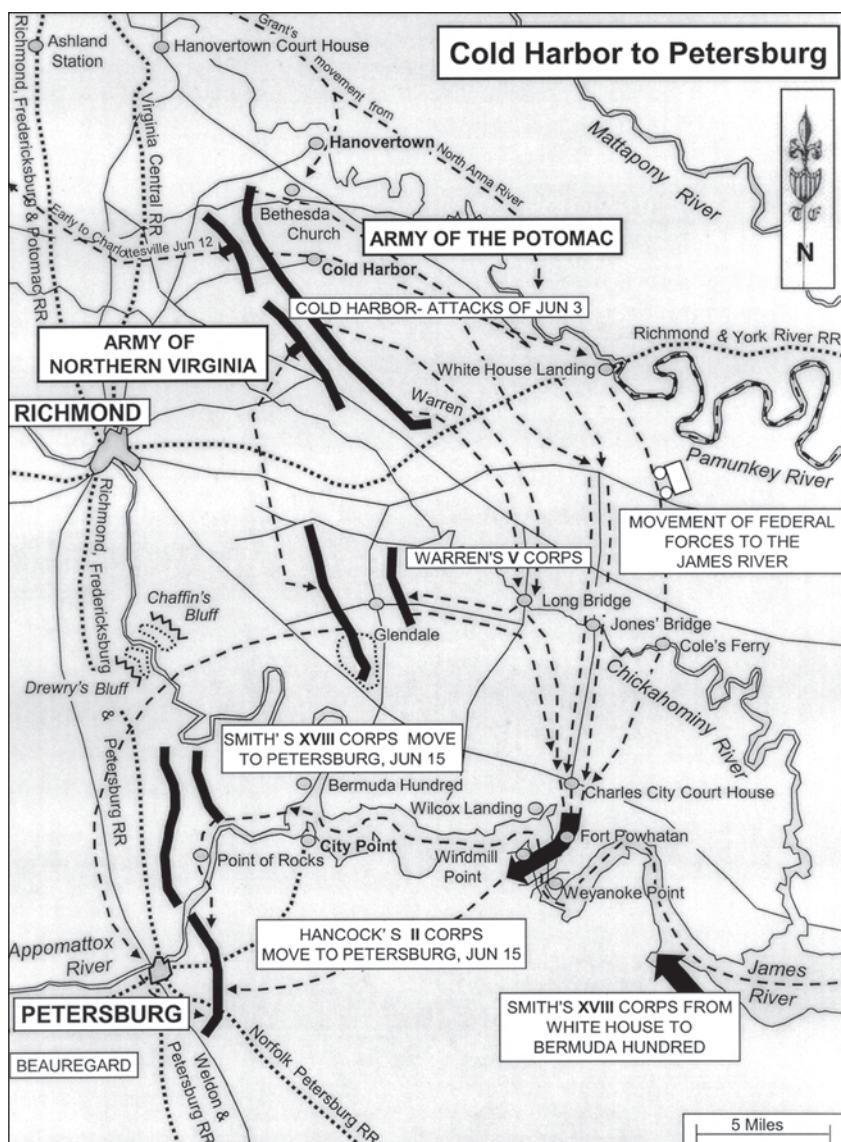 Cold Harbor to Petersburg
Ashland
Station
Hanovertown Court House
Grant's
movement from
North Anna River
Richmond, Fredericksburg & Potomac RR
Virginia Central RR
Mattapony River
N
Hanovertown
Bethesda
Church
ARMY OF THE POTOMAC
Early to Charlottesville Jun 12
Cold Harbor
COLD HARBOR- ATTACKS OF JUN 3
ARMY OF
NORTHERN VIRGINIA
Richmond & York River RR
White House Landing
Warren
RICHMOND
Pamunkey River
MOVEMENT OF FEDERAL
FORCES TO THE
JAMES RIVER
Richmond, Fredericksburg
& Petersburg RR
WARREN'S V CORPS
Chaffin's
Bluff
Long Bridge
Glendale
Jones' Bridge
Cole's Ferry
Drewry's Bluff
Chickahominy River
SMITH' S XVIII CORPS MOVE
TO PETERSBURG, JUN 15
Bermuda Hundred
Charles City Court House
Wilcox Landing
City Point
Fort Powhatan
Point of Rocks
Windmill
Point
Weyanoke Point
HANCOCK' S II CORPS
MOVE TO PETERSBURG, JUN 15
Appomattox
River
James
River
PETERSBURG
SMITH'S XVIII CORPS FROM
WHITE HOUSE TO
BERMUDA HUNDRED
BEAUREGARD
Weldon &
Petersburg RR
Norfolk Petersburg RR
5 Miles